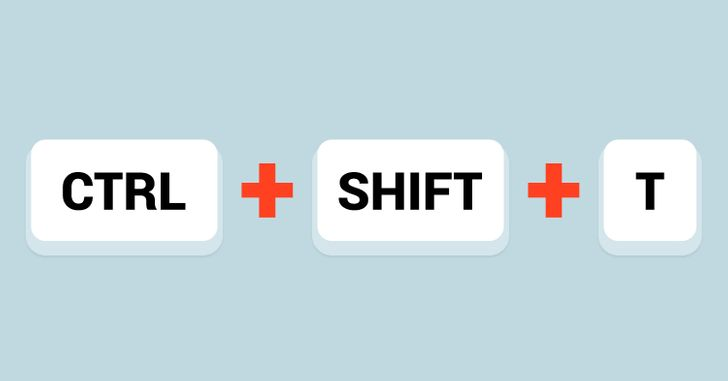 CTRL + SHIFT + T